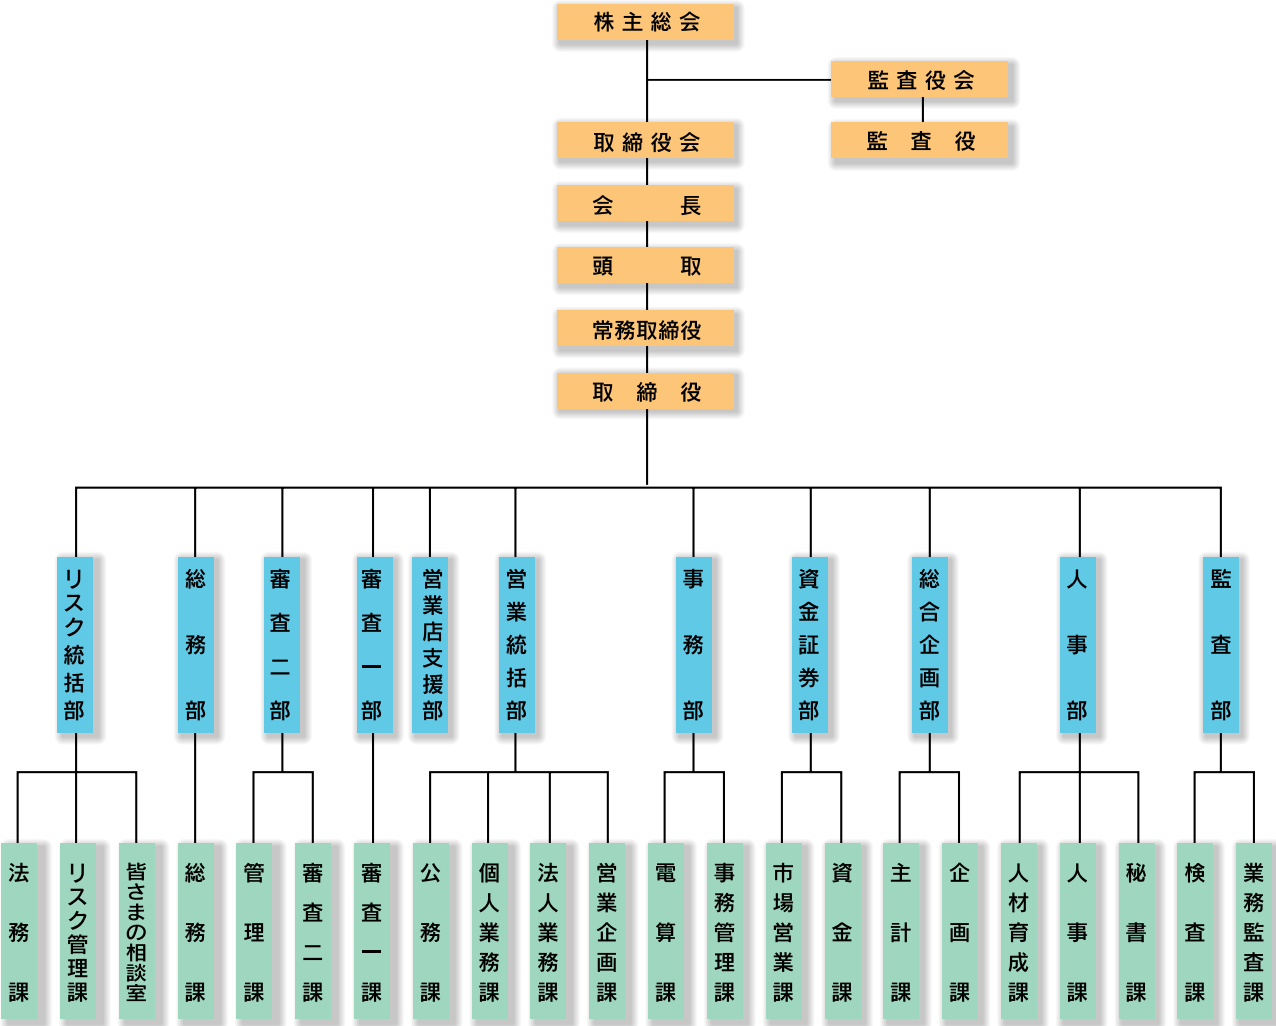 株主総会
監査役会
取締役会
監査役
会長
頭取
常務取締役
取締役
リスク統括部
総務部
審査二部
審査一部
営業店支援部
営業統括部
事務部
資金証券部
総合企画部
人事部
監査部
法務課
リスク管理課
皆さまの相談室
総務課
管理課
審査二課
審査一課
公務課
個人業務課
法人業務課
営業企画課
電算課
事務管理課
市場営業課
資金課
主計課
企画課
人材育成課
人事課
秘書課
検査課
業務監査課